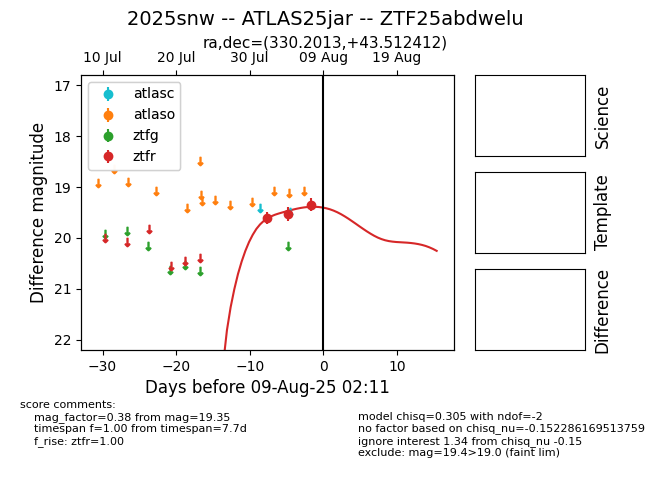 2025snw -- ATLAS25jar -- ZTF25abdwelu
ra,dec=(330.2013,+43.512412)
10 Jul 20 Jul 30 Jul 09 Aug 19 Aug
17
18
19
20
21
22
Difference magnitude
atlasc
atlaso
ztfg
ztfr
−30 −20 −10 0 10
Days before 09-Aug-25 02:11
Science
Template
Difference
score comments:
mag_factor=0.38 from mag=19.35
timespan f=1.00 from timespan=7.7d
f_rise: ztfr=1.00
model chisq=0.305 with ndof=-2
no factor based on chisq_nu=-0.152286169513759
ignore interest 1.34 from chisq_nu -0.15
exclude: mag=19.4>19.0 (faint lim)